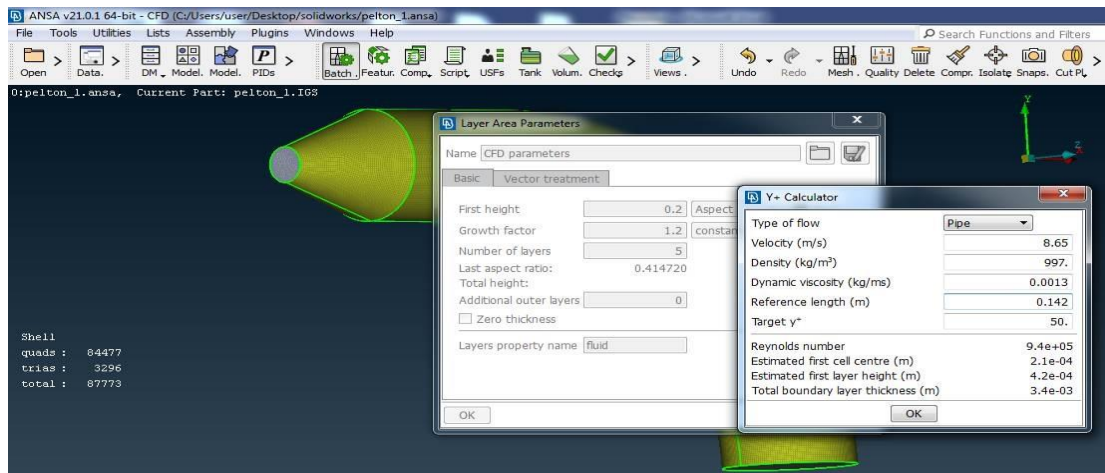 ANSA v21.0.1 64-bit - CFD (C:/Users/user/Desktop/solidworks/pelton_1.ansa)
File Tools Utilities Lists Assembly Plugins Windows Help
Search Functions and Filters
Open Data. DM Model. Model. PIDs Batch. Featur. Comp. Script. USFs Tank Volum. Checks Views. Undo Redo Mesh. Quality Delete Compr. Isolate Snaps. Cut PL
0:pelton_1.ansa, Current Part: pelton_1.IGS
Y
Z
Layer Area Parameters
x
Name CFD parameters
Basic Vector treatment
First height 0.2 Aspect
Growth factor 1.2 constan
Number of layers 5
Last aspect ratio: 0.414720
Total height:
Additional outer layers 0
Zero thickness
Layers property name fluid
OK
Y+ Calculator
x
Type of flow Pipe
Velocity (m/s) 8.65
Density (kg/m³) 997.
Dynamic viscosity (kg/ms) 0.0013
Reference length (m) 0.142
Target y⁺ 50.
Reynolds number 9.4e+05
Estimated first cell centre (m) 2.1e-04
Estimated first layer height (m) 4.2e-04
Total boundary layer thickness (m) 3.4e-03
OK
Shell
quads : 84477
trias : 3296
total : 87773